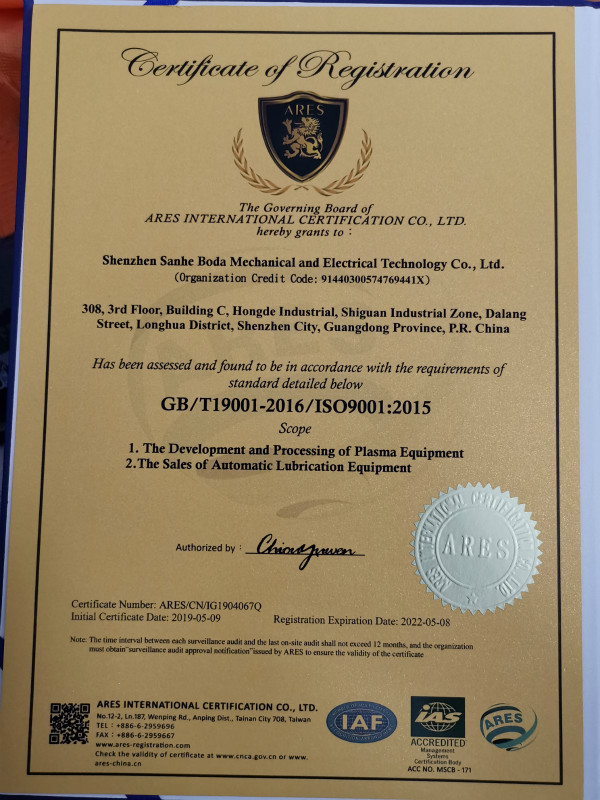 Certificate of Registration
ARES
The Governing Board of
ARES INTERNATIONAL CERTIFICATION CO., LTD.
hereby grants to :
Shenzhen Sanhe Boda Mechanical and Electrical Technology Co., Ltd.
(Organization Credit Code: 91440300574769441X)
308, 3rd Floor, Building C, Hongde Industrial, Shiguan Industrial Zone, Dalang
Street, Longhua District, Shenzhen City, Guangdong Province, P.R. China
Has been assessed and found to be in accordance with the requirements of
standard detailed below
GB/T19001-2016/ISO9001:2015
Scope
1. The Development and Processing of Plasma Equipment
2.The Sales of Automatic Lubrication Equipment
ARES INTERNATIONAL CERTIFICATION CO., LTD.
ARES
Authorized by :
Certificate Number: ARES/CN/IG1904067Q
Initial Certificate Date: 2019-05-09
Registration Expiration Date: 2022-05-08
Note: The time interval between each surveillance audit and the last on-site audit shall not exceed 12 months, and the organization
must obtain"surveillance audit approval notification"issued by ARES to ensure the validity of the certificate
ARES INTERNATIONAL CERTIFICATION CO., LTD.
No.12-2, Ln.187, Wenping Rd., Anping Dist., Tainan City 708, Taiwan
TEL : +886-6-2959696
FAX : +886-6-2959667
www.ares-registration.com
Check the validity of certificate at www.cnca.gov.cn or www.
ares-china.cn
IAF
ias
ACCREDITED
Management
Systems
Certification Body
ACC NO. MSCB - 171
ARES